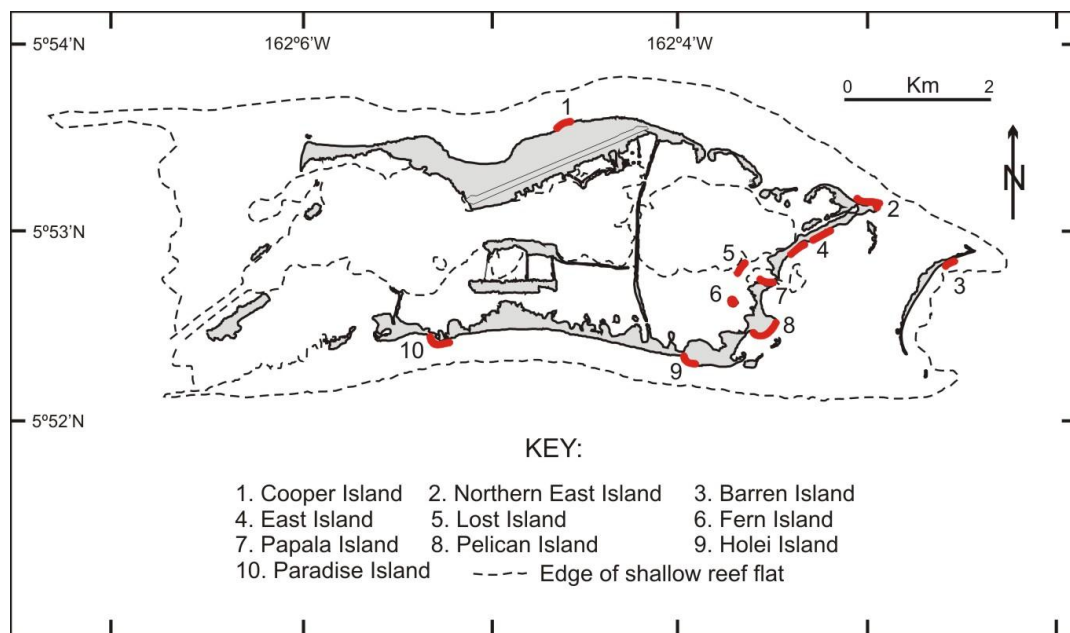 162º6’W 162º4’W
5º54’N
0 Km 2
1
N
2
5º53’N
5 4
3
7
6
8
10
9
5º52’N
KEY:
1. Cooper Island 2. Northern East Island 3. Barren Island
4. East Island 5. Lost Island 6. Fern Island
7. Papala Island 8. Pelican Island 9. Holei Island
10. Paradise Island Edge of shallow reef flat